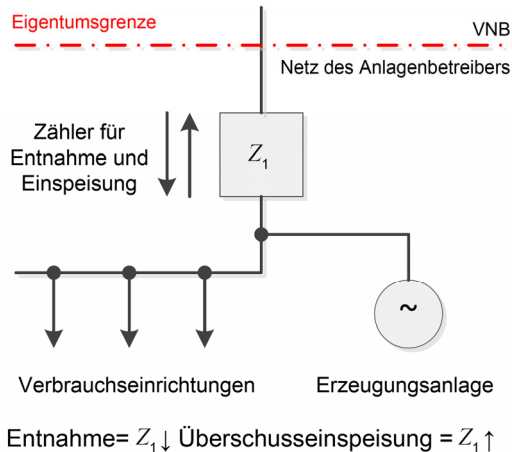 Eigentumsgrenze
VNB
Netz des Anlagenbetreibers
Zähler für
Entnahme und
Einspeisung
Z₁
~
Verbrauchseinrichtungen
Erzeugungsanlage
Entnahme= Z₁↓ Überschusseinspeisung = Z₁↑